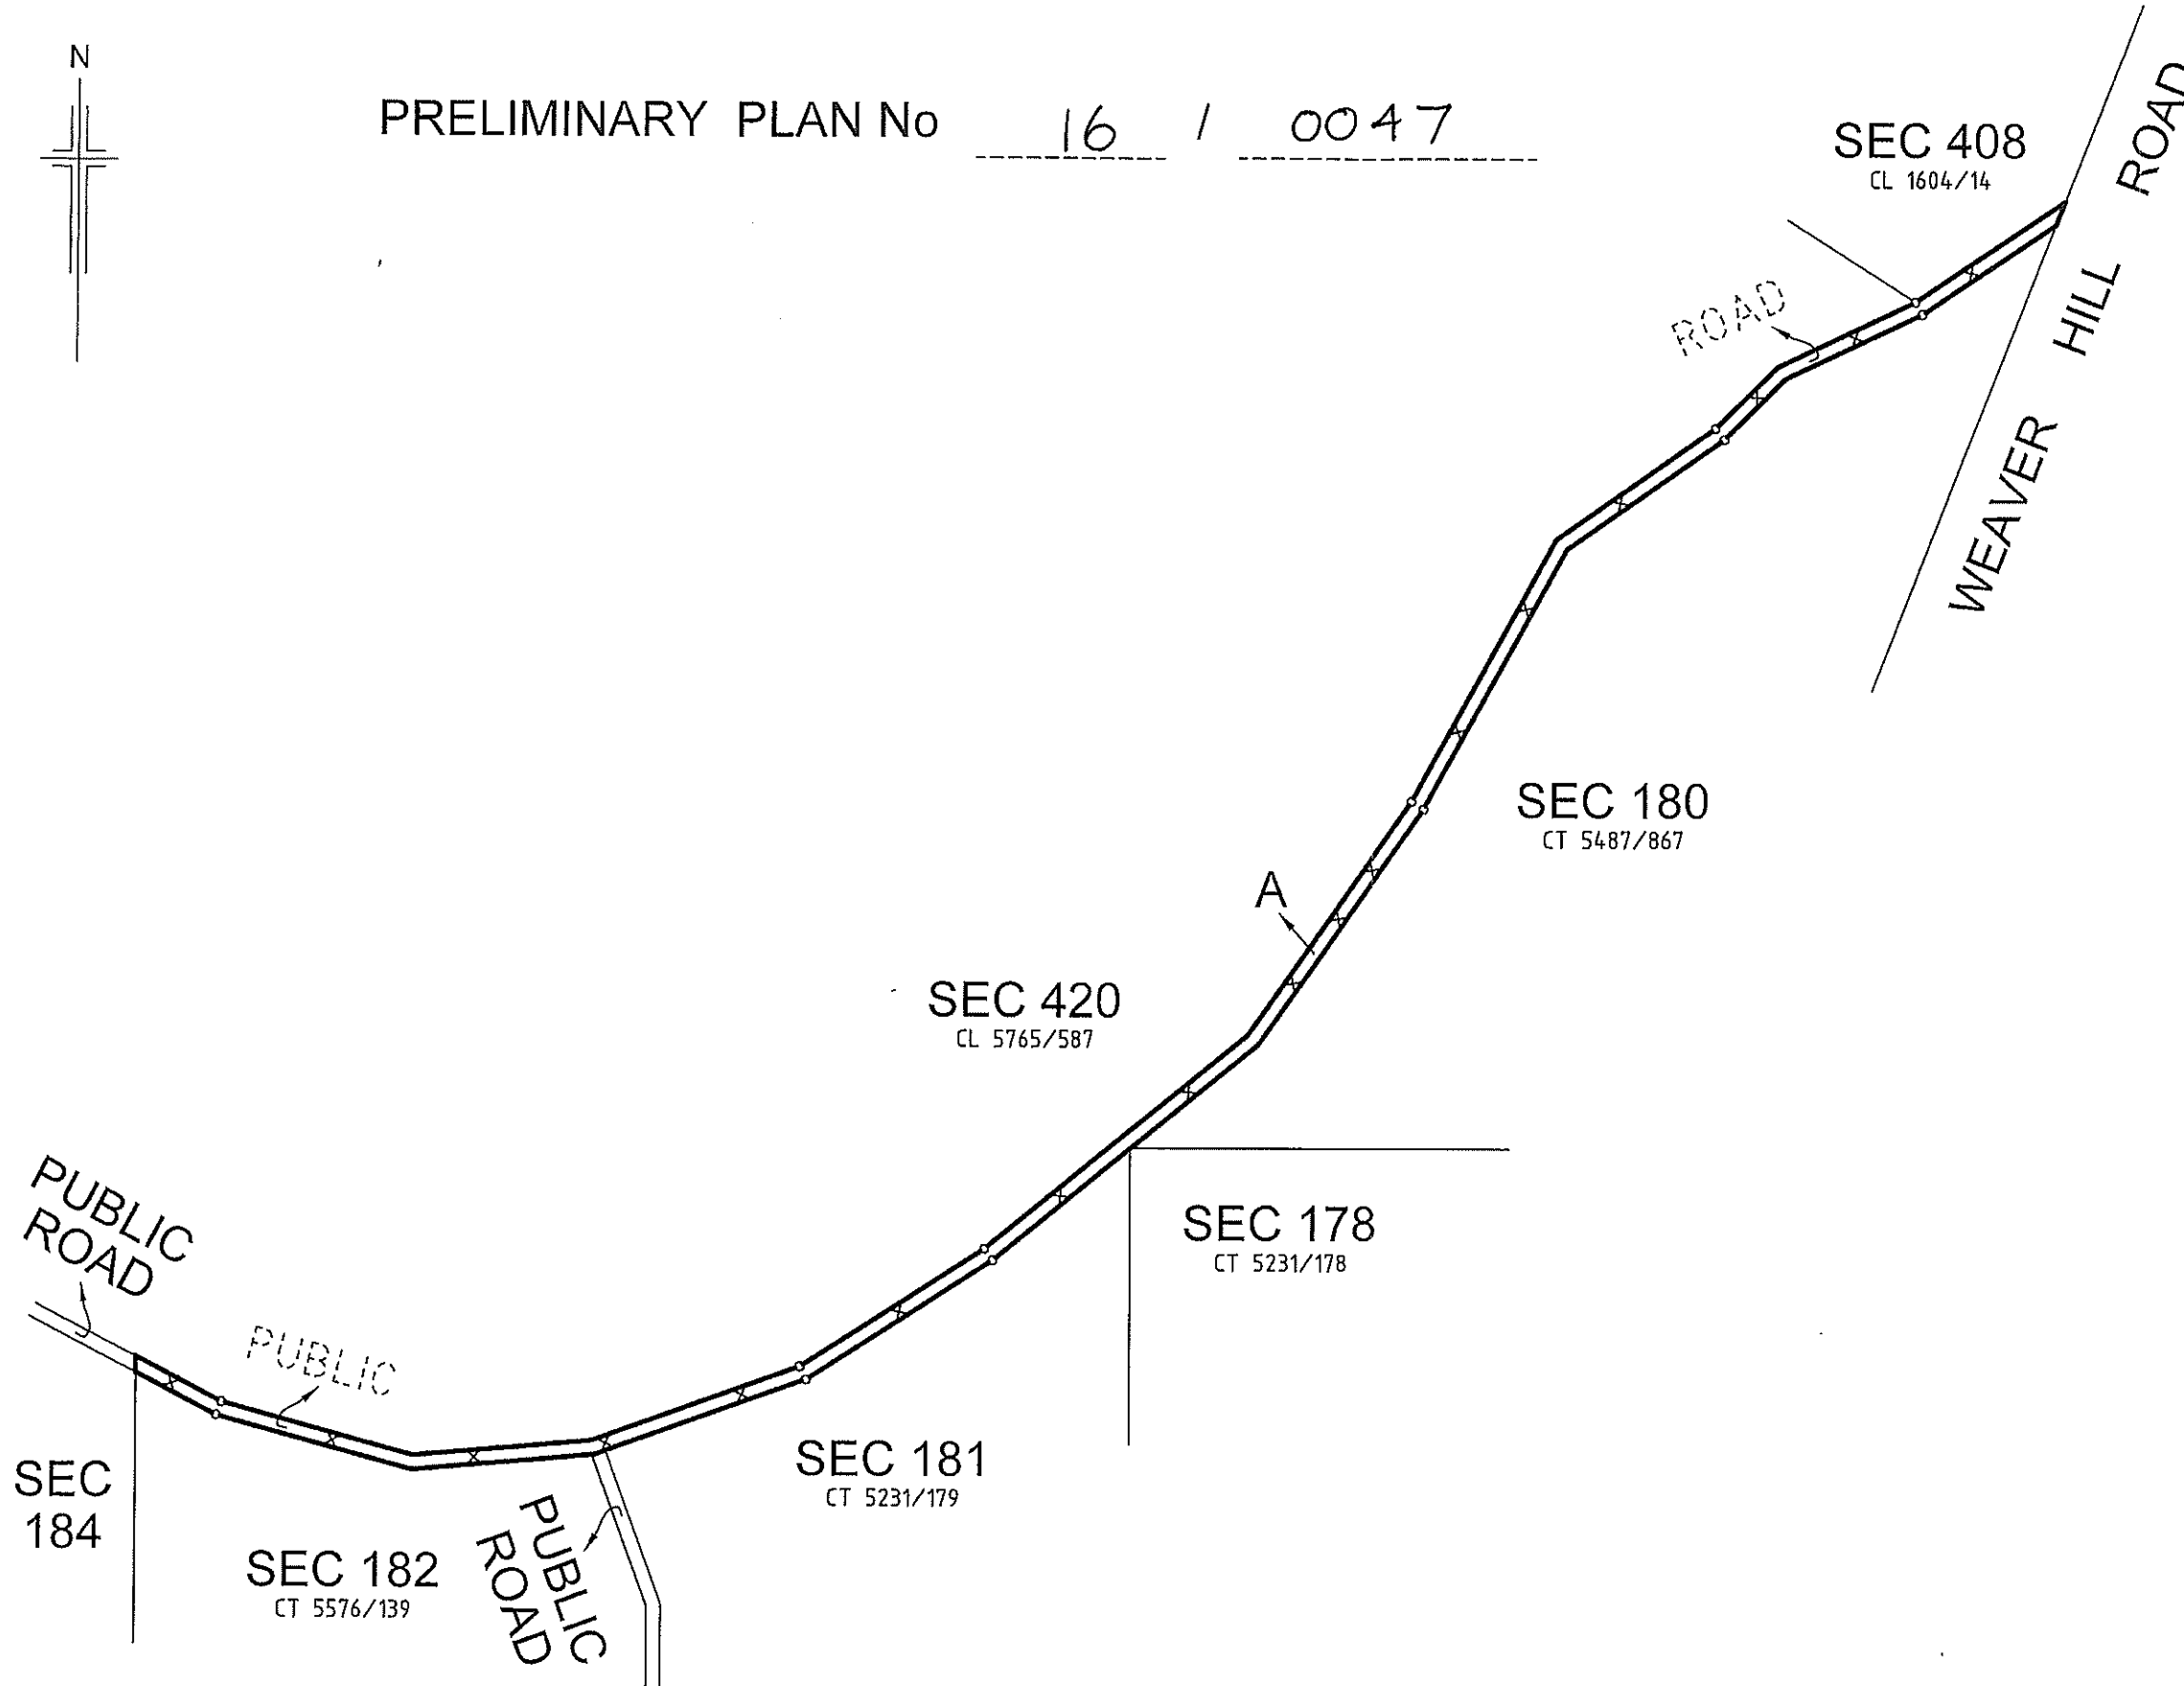 N
PRELIMINARY PLAN No 16 / 0047
SEC 408
CL 1604/14
WEAVER HILL ROAD
ROAD
SEC 180
CT 5487/867
A
SEC 420
CL 5765/587
SEC 178
CT 5231/178
PUBLIC
ROAD
PUBLIC
SEC 181
CT 5231/179
SEC
184
SEC 182
CT 5576/139
PUBLIC
ROAD